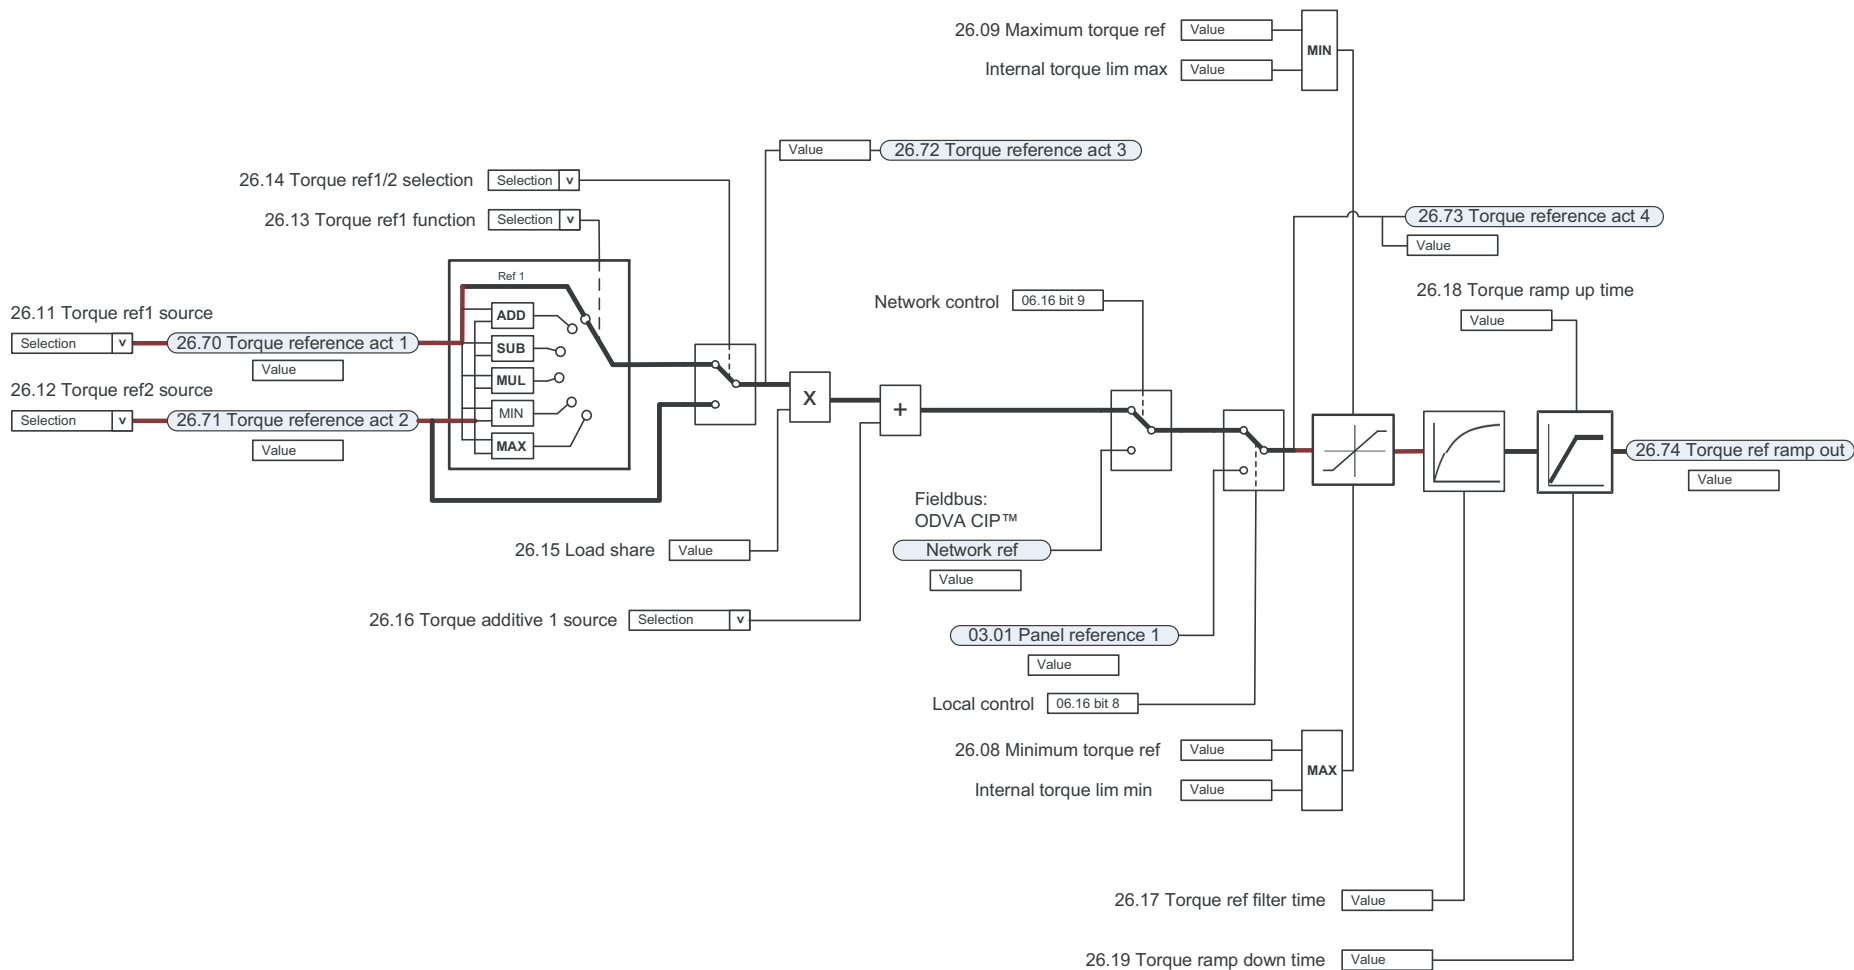 26.09 Maximum torque ref Value
MIN
Internal torque lim max Value
Value 26.72 Torque reference act 3
26.14 Torque ref1/2 selection Selection v
26.13 Torque ref1 function Selection v
26.73 Torque reference act 4
Value
Ref 1
ADD
SUB
MUL
MIN
MAX
26.11 Torque ref1 source
Selection v 26.70 Torque reference act 1
Value
26.12 Torque ref2 source
Selection v 26.71 Torque reference act 2
Value
Network control 06.16 bit 9
26.18 Torque ramp up time
Value
X
+
26.74 Torque ref ramp out
Value
Fieldbus:
ODVA CIP™
Network ref
Value
26.15 Load share Value
26.16 Torque additive 1 source Selection v
03.01 Panel reference 1
Value
Local control 06.16 bit 8
26.08 Minimum torque ref Value
MAX
Internal torque lim min Value
26.17 Torque ref filter time Value
26.19 Torque ramp down time Value